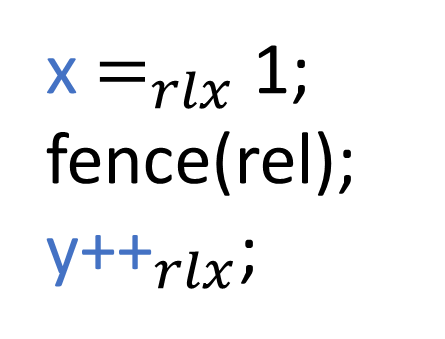 x =rlx 1;
fence(rel);
y++rlx;